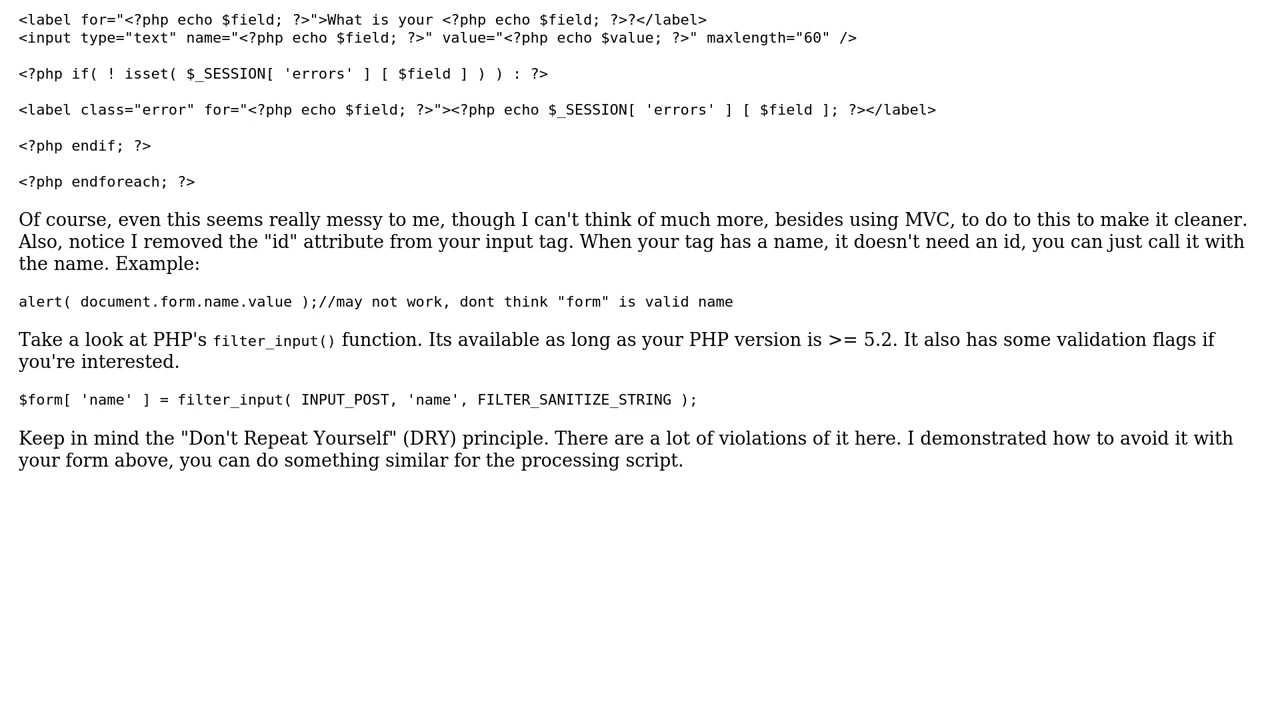 <label for="<?php echo $field; ?>">What is your <?php echo $field; ?>?</label>
<input type="text" name="<?php echo $field; ?>" value="<?php echo $value; ?>" maxlength="60" />
<?php if( ! isset( $_SESSION[ 'errors' ] [ $field ] ) ) : ?>
<label class="error" for="<?php echo $field; ?>"><?php echo $_SESSION[ 'errors' ] [ $field ]; ?></label>
<?php endif; ?>
<?php endforeach; ?>
Of course, even this seems really messy to me, though I can't think of much more, besides using MVC, to do to this to make it cleaner.
Also, notice I removed the "id" attribute from your input tag. When your tag has a name, it doesn't need an id, you can just call it with
the name. Example:
alert( document.form.name.value );//may not work, dont think "form" is valid name
Take a look at PHP's filter_input() function. Its available as long as your PHP version is >= 5.2. It also has some validation flags if
you're interested.
$form[ 'name' ] = filter_input( INPUT_POST, 'name', FILTER_SANITIZE_STRING );
Keep in mind the "Don't Repeat Yourself" (DRY) principle. There are a lot of violations of it here. I demonstrated how to avoid it with
your form above, you can do something similar for the processing script.